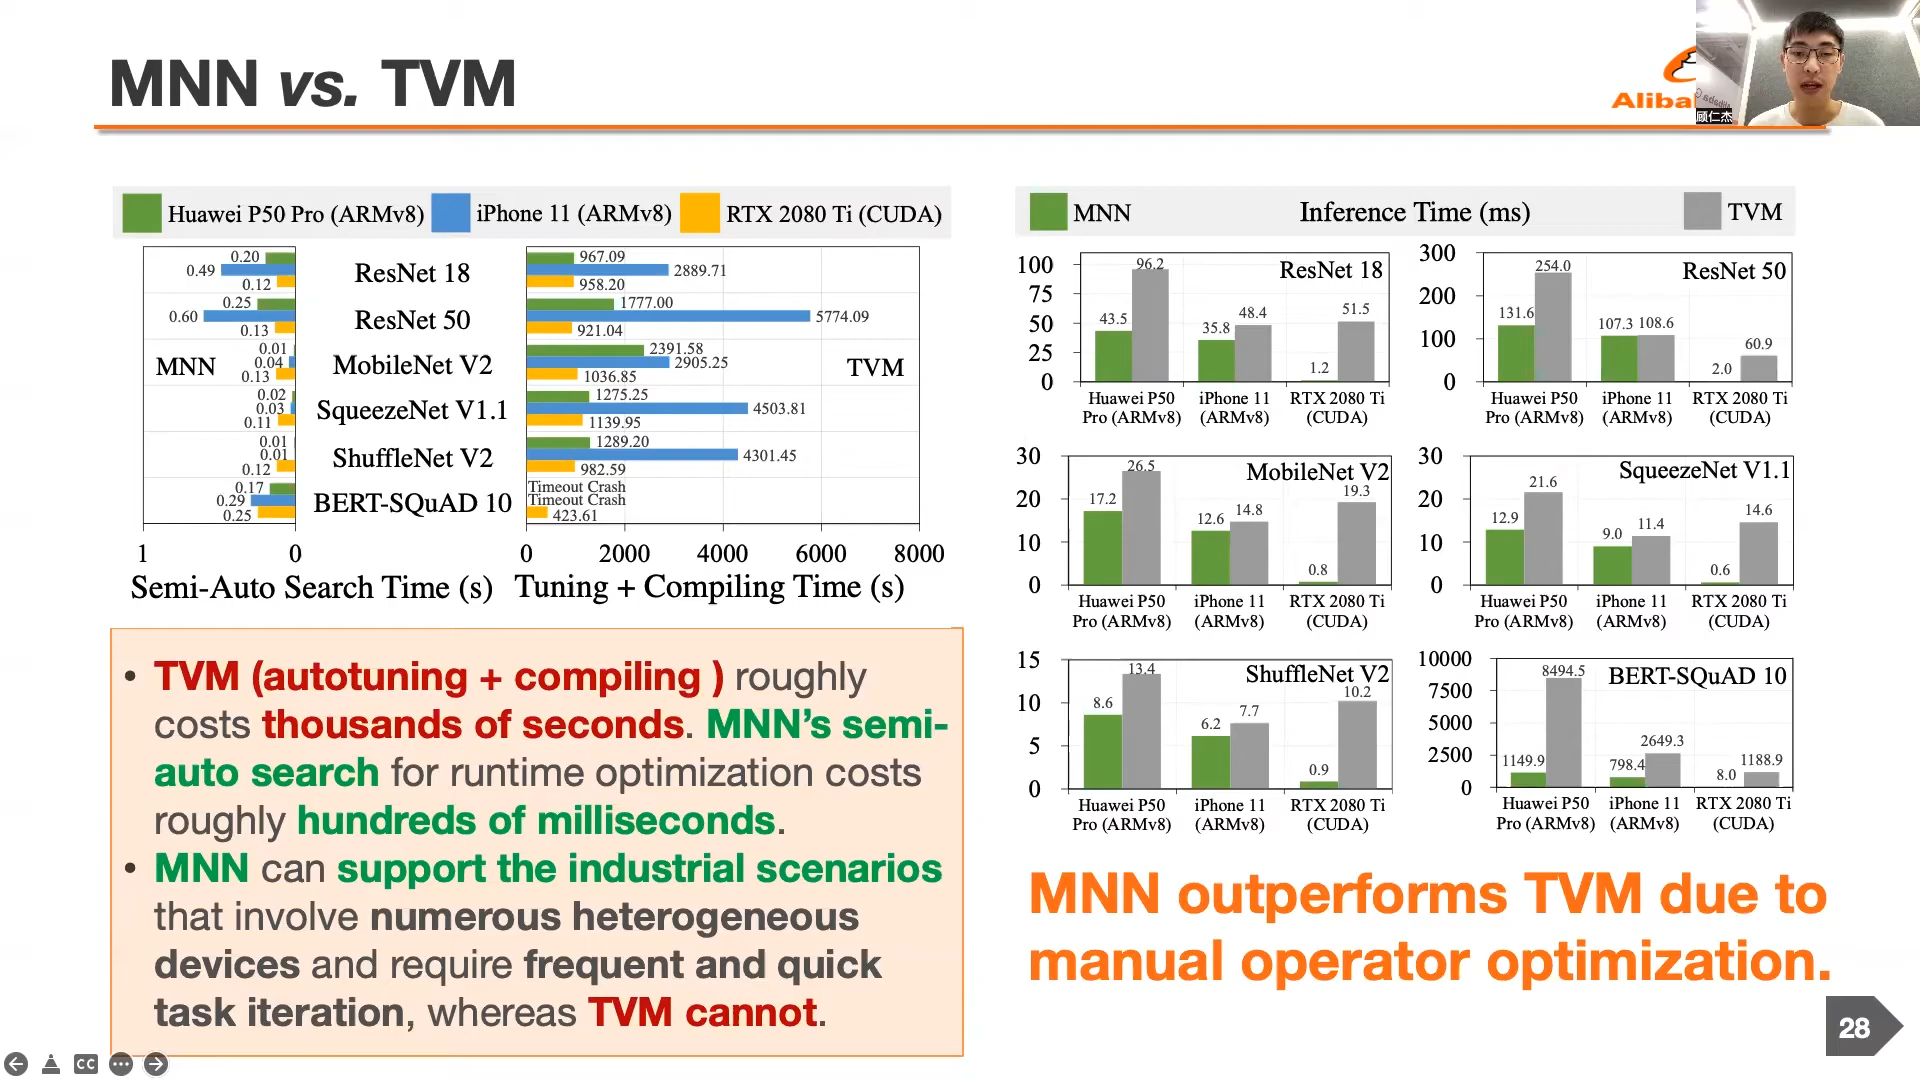 MNN vs. TVM
Aliba
顾仁杰
Huawei P50 Pro (ARMv8) iPhone 11 (ARMv8) RTX 2080 Ti (CUDA)
0.20
0.49
0.12
ResNet 18
967.09
2889.71
958.20
0.25
0.60
0.13
ResNet 50
1777.00
5774.09
921.04
MNN
0.01
0.04
0.13
MobileNet V2
2391.58
2905.25
1036.85
TVM
0.02
0.03
0.11
SqueezeNet V1.1
1275.25
4503.81
1139.95
0.01
0.01
0.12
ShuffleNet V2
1289.20
4301.45
982.59
0.17
0.29
0.25
BERT-SQuAD 10
Timeout Crash
Timeout Crash
423.61
1 0 0 2000 4000 6000 8000
Semi-Auto Search Time (s) Tuning + Compiling Time (s)
• TVM (autotuning + compiling ) roughly
costs thousands of seconds. MNN’s semi-
auto search for runtime optimization costs
roughly hundreds of milliseconds.
• MNN can support the industrial scenarios
that involve numerous heterogeneous
devices and require frequent and quick
task iteration, whereas TVM cannot.
MNN Inference Time (ms) TVM
ResNet 18
100
75
50
25
0
43.5 96.2 35.8 48.4 1.2 51.5
Huawei P50 iPhone 11 RTX 2080 Ti
Pro (ARMv8) (ARMv8) (CUDA)
ResNet 50
300
200
100
0
131.6 254.0 107.3 108.6 2.0 60.9
Huawei P50 iPhone 11 RTX 2080 Ti
Pro (ARMv8) (ARMv8) (CUDA)
MobileNet V2
30
20
10
0
17.2 26.5 12.6 14.8 0.8 19.3
Huawei P50 iPhone 11 RTX 2080 Ti
Pro (ARMv8) (ARMv8) (CUDA)
SqueezeNet V1.1
30
20
10
0
12.9 21.6 9.0 11.4 0.6 14.6
Huawei P50 iPhone 11 RTX 2080 Ti
Pro (ARMv8) (ARMv8) (CUDA)
ShuffleNet V2
15
10
5
0
8.6 13.4 6.2 7.7 0.9 10.2
Huawei P50 iPhone 11 RTX 2080 Ti
Pro (ARMv8) (ARMv8) (CUDA)
BERT-SQuAD 10
10000
7500
5000
2500
0
1149.9 8494.5 798.4 2649.3 8.0 1188.9
Huawei P50 iPhone 11 RTX 2080 Ti
Pro (ARMv8) (ARMv8) (CUDA)
MNN outperforms TVM due to
manual operator optimization.
28
CC